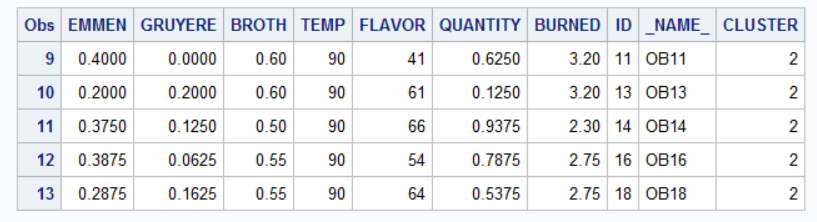 Obs EMMEN GRUYERE BROTH TEMP FLAVOR QUANTITY BURNED ID _NAME_ CLUSTER
9 0.4000 0.0000 0.60 90 41 0.6250 3.20 11 OB11 2
10 0.2000 0.2000 0.60 90 61 0.1250 3.20 13 OB13 2
11 0.3750 0.1250 0.50 90 66 0.9375 2.30 14 OB14 2
12 0.3875 0.0625 0.55 90 54 0.7875 2.75 16 OB16 2
13 0.2875 0.1625 0.55 90 64 0.5375 2.75 18 OB18 2